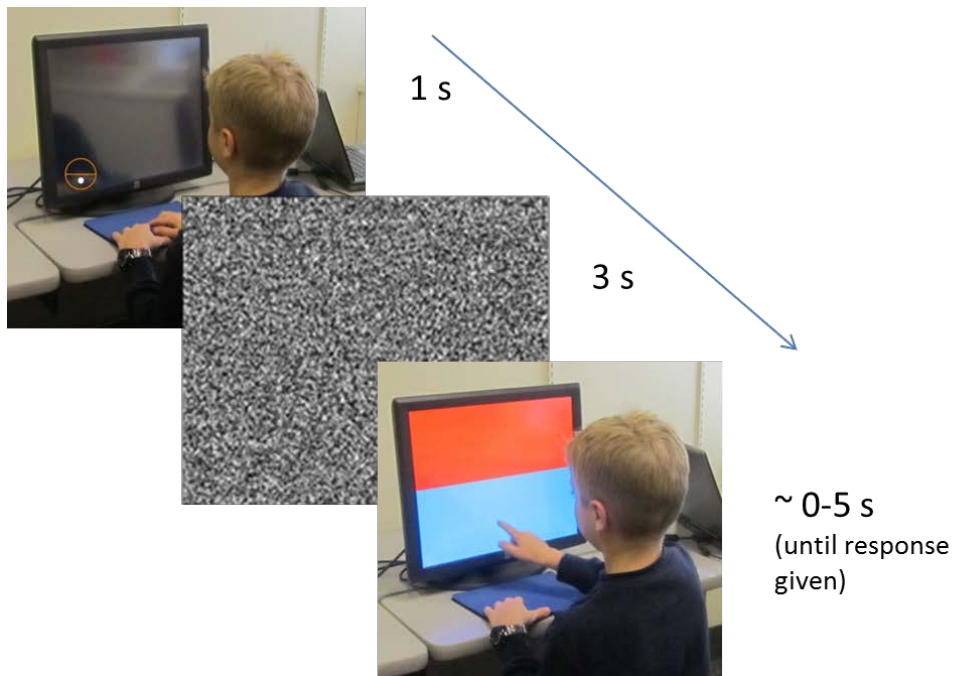 1 s
3 s
~ 0-5 s
(until response
given)